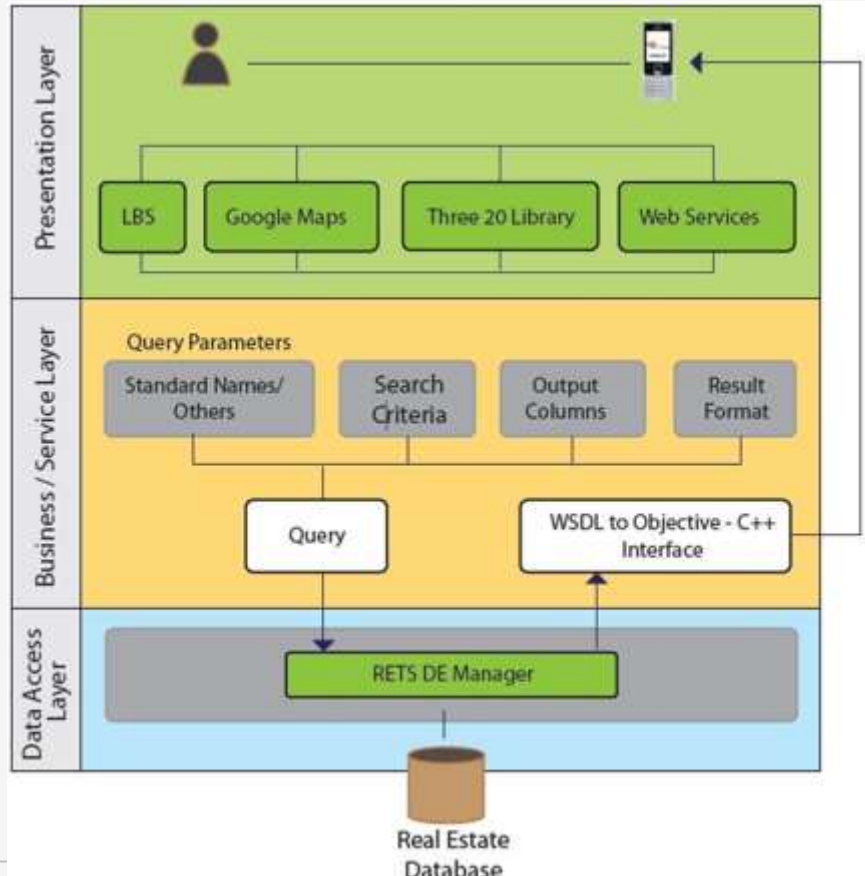 Presentation Layer
LBS
Google Maps
Three 20 Library
Web Services
Business / Service Layer
Query Parameters
Standard Names/
Others
Search
Criteria
Output
Columns
Result
Format
Query
WSDL to Objective - C++
Interface
Data Access
Layer
RETS DE Manager
Real Estate
Database